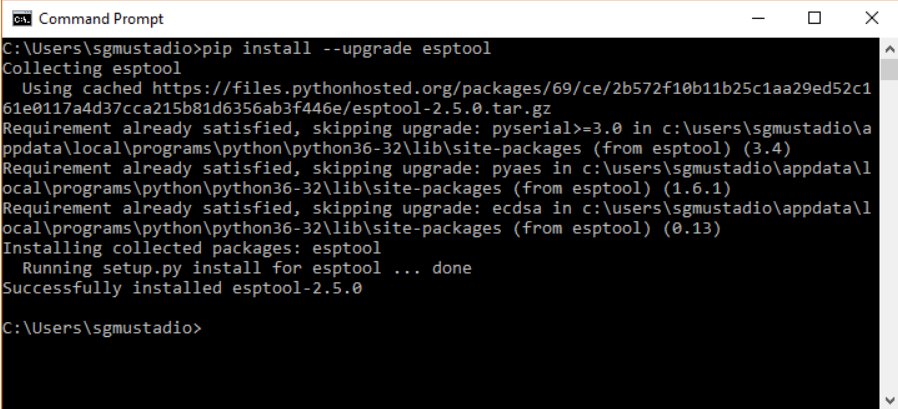 Command Prompt
C:\Users\sgmustadio>pip install --upgrade esptool
Collecting esptool
  Using cached https://files.pythonhosted.org/packages/69/ce/2b572f10b11b25c1aa29ed52c1
61e0117a4d37cca215b81d6356ab3f446e/esptool-2.5.0.tar.gz
Requirement already satisfied, skipping upgrade: pyserial>=3.0 in c:\users\sgmustadio\a
ppdata\local\programs\python\python36-32\lib\site-packages (from esptool) (3.4)
Requirement already satisfied, skipping upgrade: pyaes in c:\users\sgmustadio\appdata\l
ocal\programs\python\python36-32\lib\site-packages (from esptool) (1.6.1)
Requirement already satisfied, skipping upgrade: ecdsa in c:\users\sgmustadio\appdata\l
ocal\programs\python\python36-32\lib\site-packages (from esptool) (0.13)
Installing collected packages: esptool
  Running setup.py install for esptool ... done
Successfully installed esptool-2.5.0
C:\Users\sgmustadio>